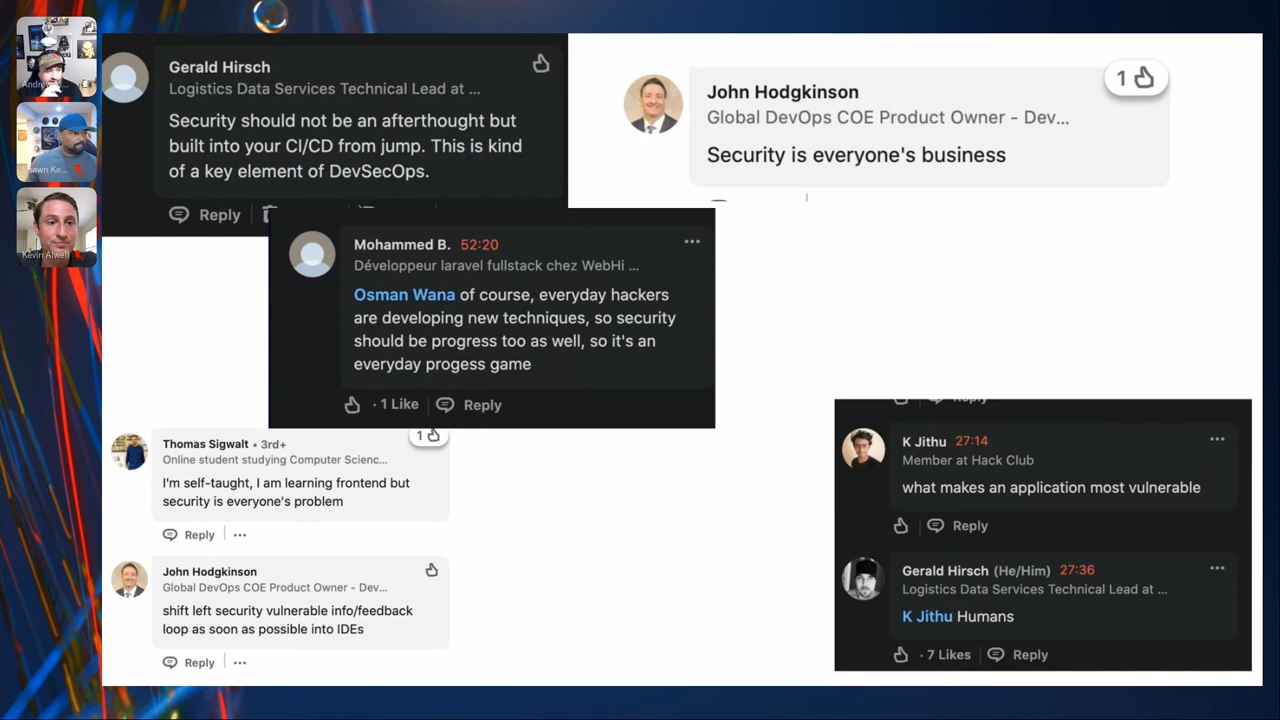 Gerald Hirsch
Logistics Data Services Technical Lead at ...
Security should not be an afterthought but
built into your CI/CD from jump. This is kind
of a key element of DevSecOps.
Reply
1
John Hodgkinson
Global DevOps COE Product Owner - Dev...
Security is everyone's business
Mohammed B. 52:20
Développeur laravel fullstack chez WebHi ...
Osman Wana of course, everyday hackers
are developing new techniques, so security
should be progress too as well, so it's an
everyday progess game
· 1 Like
Reply
Thomas Sigwalt • 3rd+
1
Online student studying Computer Scienc...
I'm self-taught, I am learning frontend but
security is everyone's problem
Reply
John Hodgkinson
Global DevOps COE Product Owner - Dev...
shift left security vulnerable info/feedback
loop as soon as possible into IDEs
Reply
Reply
K Jithu 27:14
Member at Hack Club
what makes an application most vulnerable
Reply
Gerald Hirsch (He/Him) 27:36
Logistics Data Services Technical Lead at ...
K Jithu Humans
· 7 Likes
Reply
Shawn Ke...
Kevin Alwell